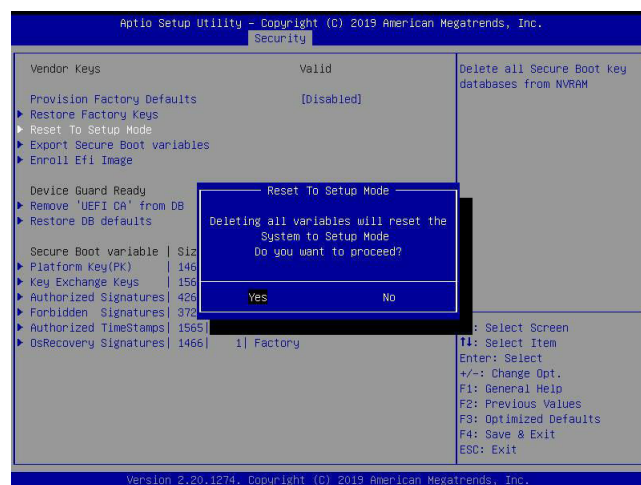 Aptio Setup Utility – Copyright (C) 2019 American Megatrends, Inc.
Security
Vendor Keys Valid
Provision Factory Defaults [Disabled]
Restore Factory Keys
Reset To Setup Mode
Export Secure Boot variables
Enroll Efi Image
Device Guard Ready
Remove 'UEFI CA' from DB
Restore DB defaults
Secure Boot variable | Siz
Platform Key(PK) | 146
Key Exchange Keys | 156
Authorized Signatures| 426
Forbidden Signatures| 372
Authorized TimeStamps| 1565|
OsRecovery Signatures| 1466| 1| Factory
Reset To Setup Mode
Deleting all variables will reset the
System to Setup Mode
Do you want to proceed?
Yes No
Delete all Secure Boot key
databases from NVRAM
: Select Screen
↑↓: Select Item
Enter: Select
+/-: Change Opt.
F1: General Help
F2: Previous Values
F3: Optimized Defaults
F4: Save & Exit
ESC: Exit
Version 2.20.1274. Copyright (C) 2019 American Megatrends, Inc.